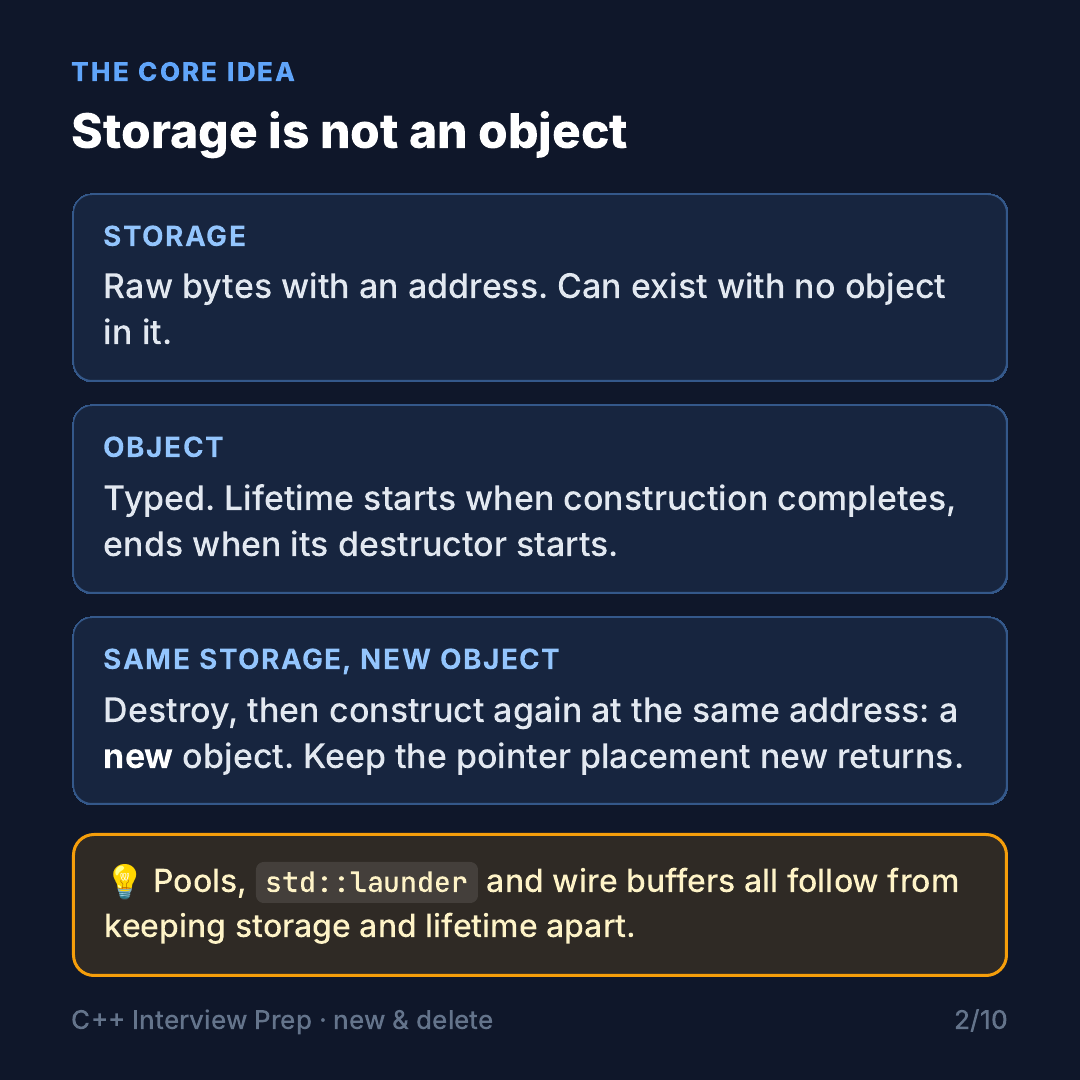 THE CORE IDEA
Storage is not an object
STORAGE
Raw bytes with an address. Can exist with no object
in it.
OBJECT
Typed. Lifetime starts when construction completes,
ends when its destructor starts.
SAME STORAGE, NEW OBJECT
Destroy, then construct again at the same address: a
new object. Keep the pointer placement new returns.
💡 Pools, std::launder and wire buffers all follow from
keeping storage and lifetime apart.
C++ Interview Prep · new & delete
2/10